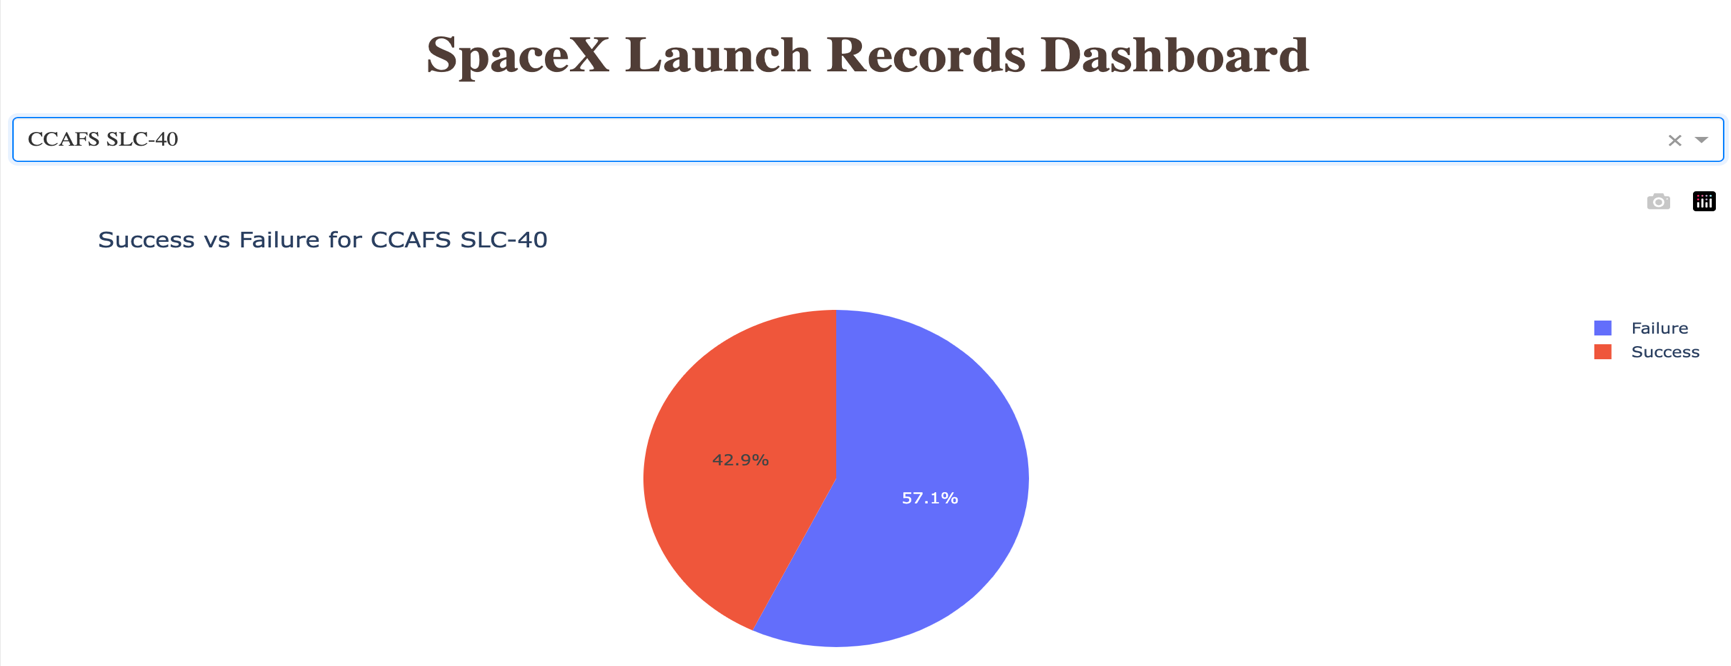 SpaceX Launch Records Dashboard
CCAFS SLC-40
Success vs Failure for CCAFS SLC-40
Failure
Success
42.9%
57.1%